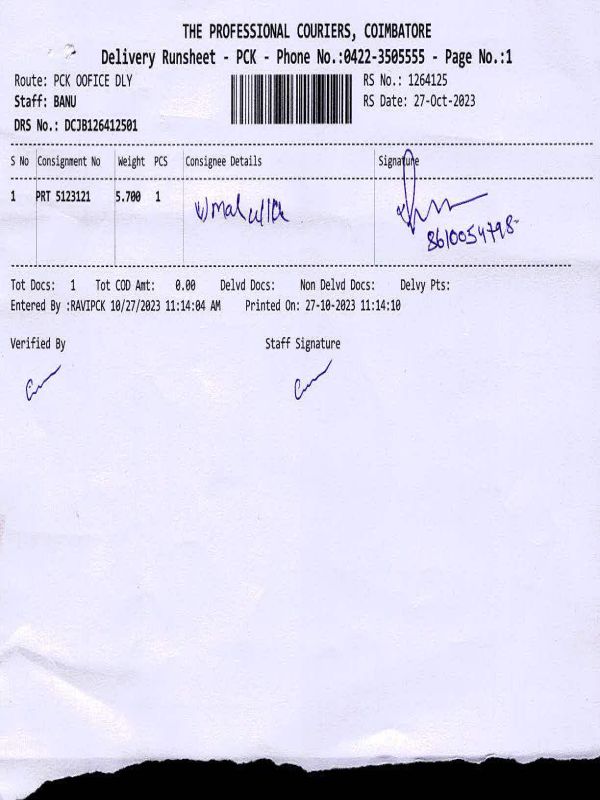 THE PROFESSIONAL COURIERS, COIMBATORE
Delivery Runsheet - PCK - Phone No.:0422-3505555 - Page No.:1
Route: PCK OOFICE DLY RS No.: 1264125
Staff: BANU RS Date: 27-Oct-2023
DRS No.: DCJB126412501
S No Consignment No Weight PCS Consignee Details Signature
1 PRT 5123121 5.700 1
8610054798
Tot Docs: 1 Tot COD Amt: 0.00 Delvd Docs: Non Delvd Docs: Delvy Pts:
Entered By :RAVIPCK 10/27/2023 11:14:04 AM Printed On: 27-10-2023 11:14:10
Verified By Staff Signature